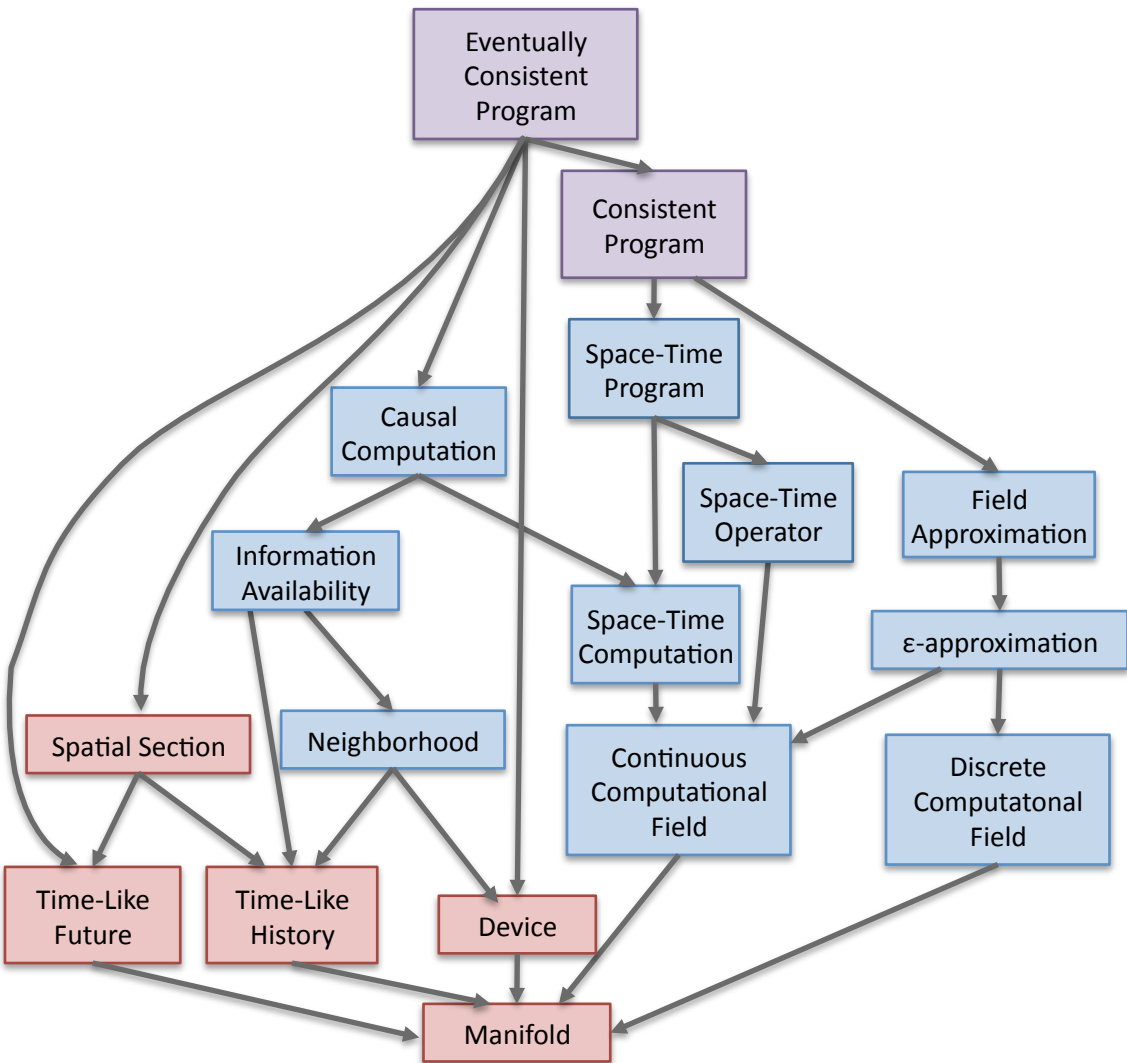 Eventually
Consistent
Program
Consistent
Program
Space-Time
Program
Causal
Computation
Space-Time
Operator
Field
Approximation
Information
Availability
Space-Time
Computation
ε-approximation
Spatial Section
Neighborhood
Continuous
Computational
Field
Discrete
Computatonal
Field
Time-Like
Future
Time-Like
History
Device
Manifold